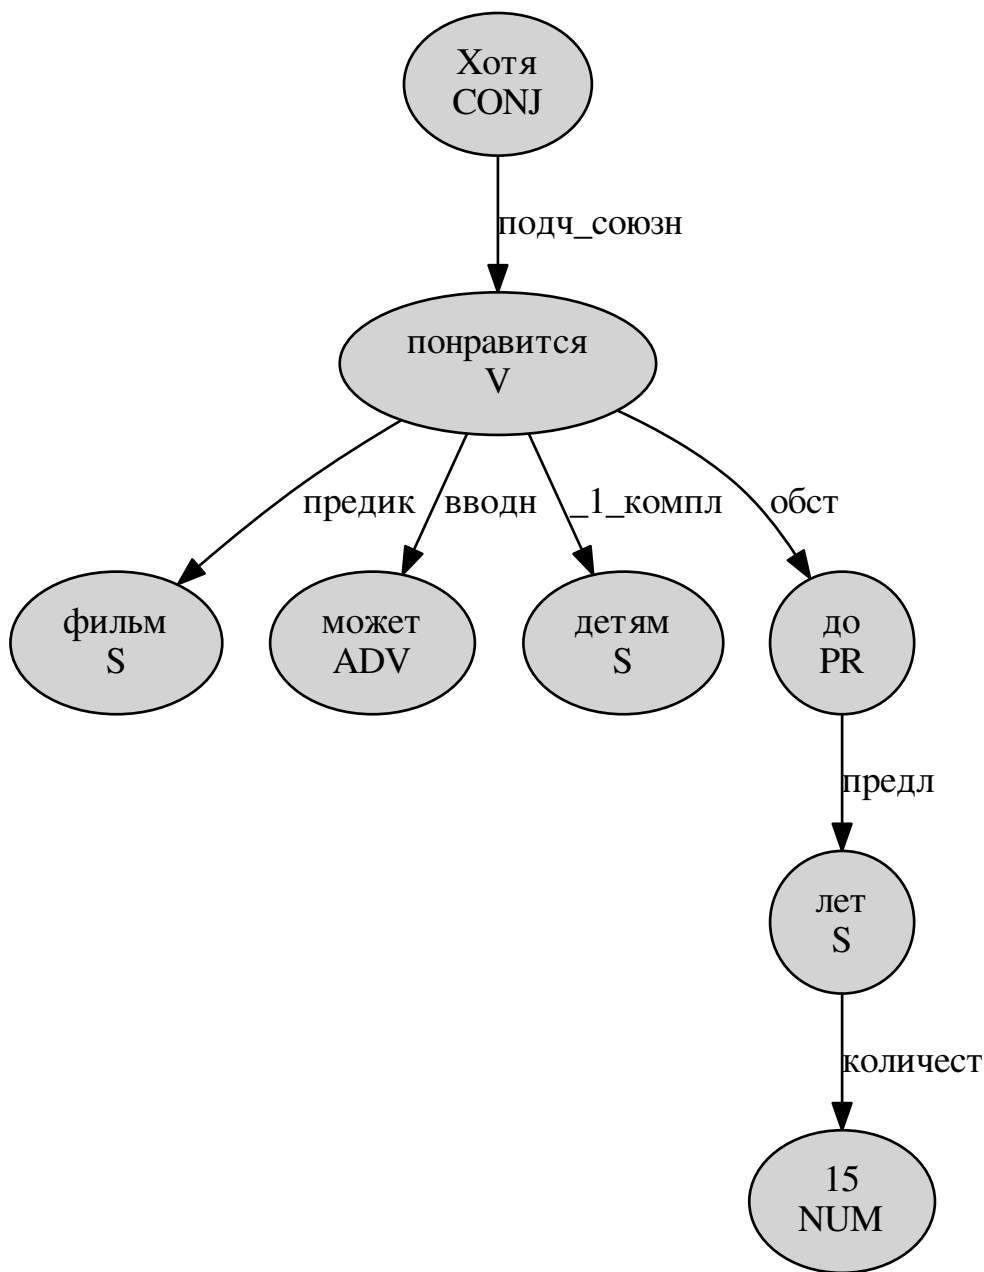 Хотя
CONJ
подч_союзн
понравится
V
предик
вводн
_1_компл
обст
фильм
S
может
ADV
детям
S
до
PR
предл
лет
S
количест
15
NUM